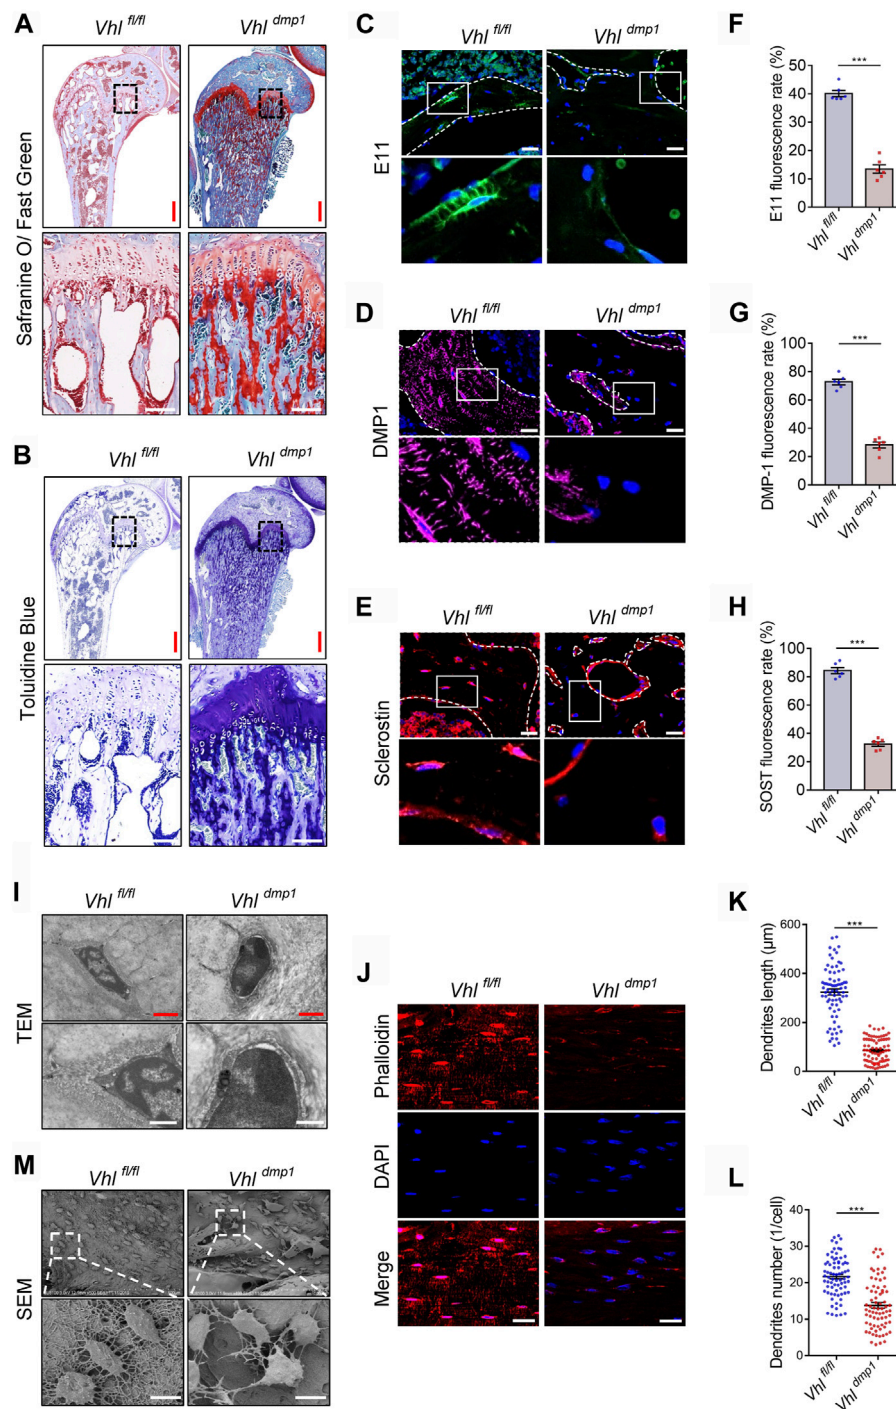 A
Vhl fl/fl
Vhl dmp1
Safranine O/ Fast Green
B
Vhl fl/fl
Vhl dmp1
Toluidine Blue
C
Vhl fl/fl
Vhl dmp1
E11
D
Vhl fl/fl
Vhl dmp1
DMP1
E
Vhl fl/fl
Vhl dmp1
Sclerostin
F
E11 fluorescence rate (%)
50
40
30
20
10
0
***
Vhl fl/fl
Vhl dmp1
G
DMP-1 fluorescence rate (%)
100
80
60
40
20
0
***
Vhl fl/fl
Vhl dmp1
H
SOST fluorescence rate (%)
100
80
60
40
20
0
***
Vhl fl/fl
Vhl dmp1
I
Vhl fl/fl
Vhl dmp1
TEM
J
Vhl fl/fl
Vhl dmp1
Phalloidin
DAPI
Merge
K
Dendrites length (μm)
600
400
200
0
***
Vhl fl/fl
Vhl dmp1
L
Dendrites number (1/cell)
40
30
20
10
0
***
Vhl fl/fl
Vhl dmp1
M
Vhl fl/fl
Vhl dmp1
SEM